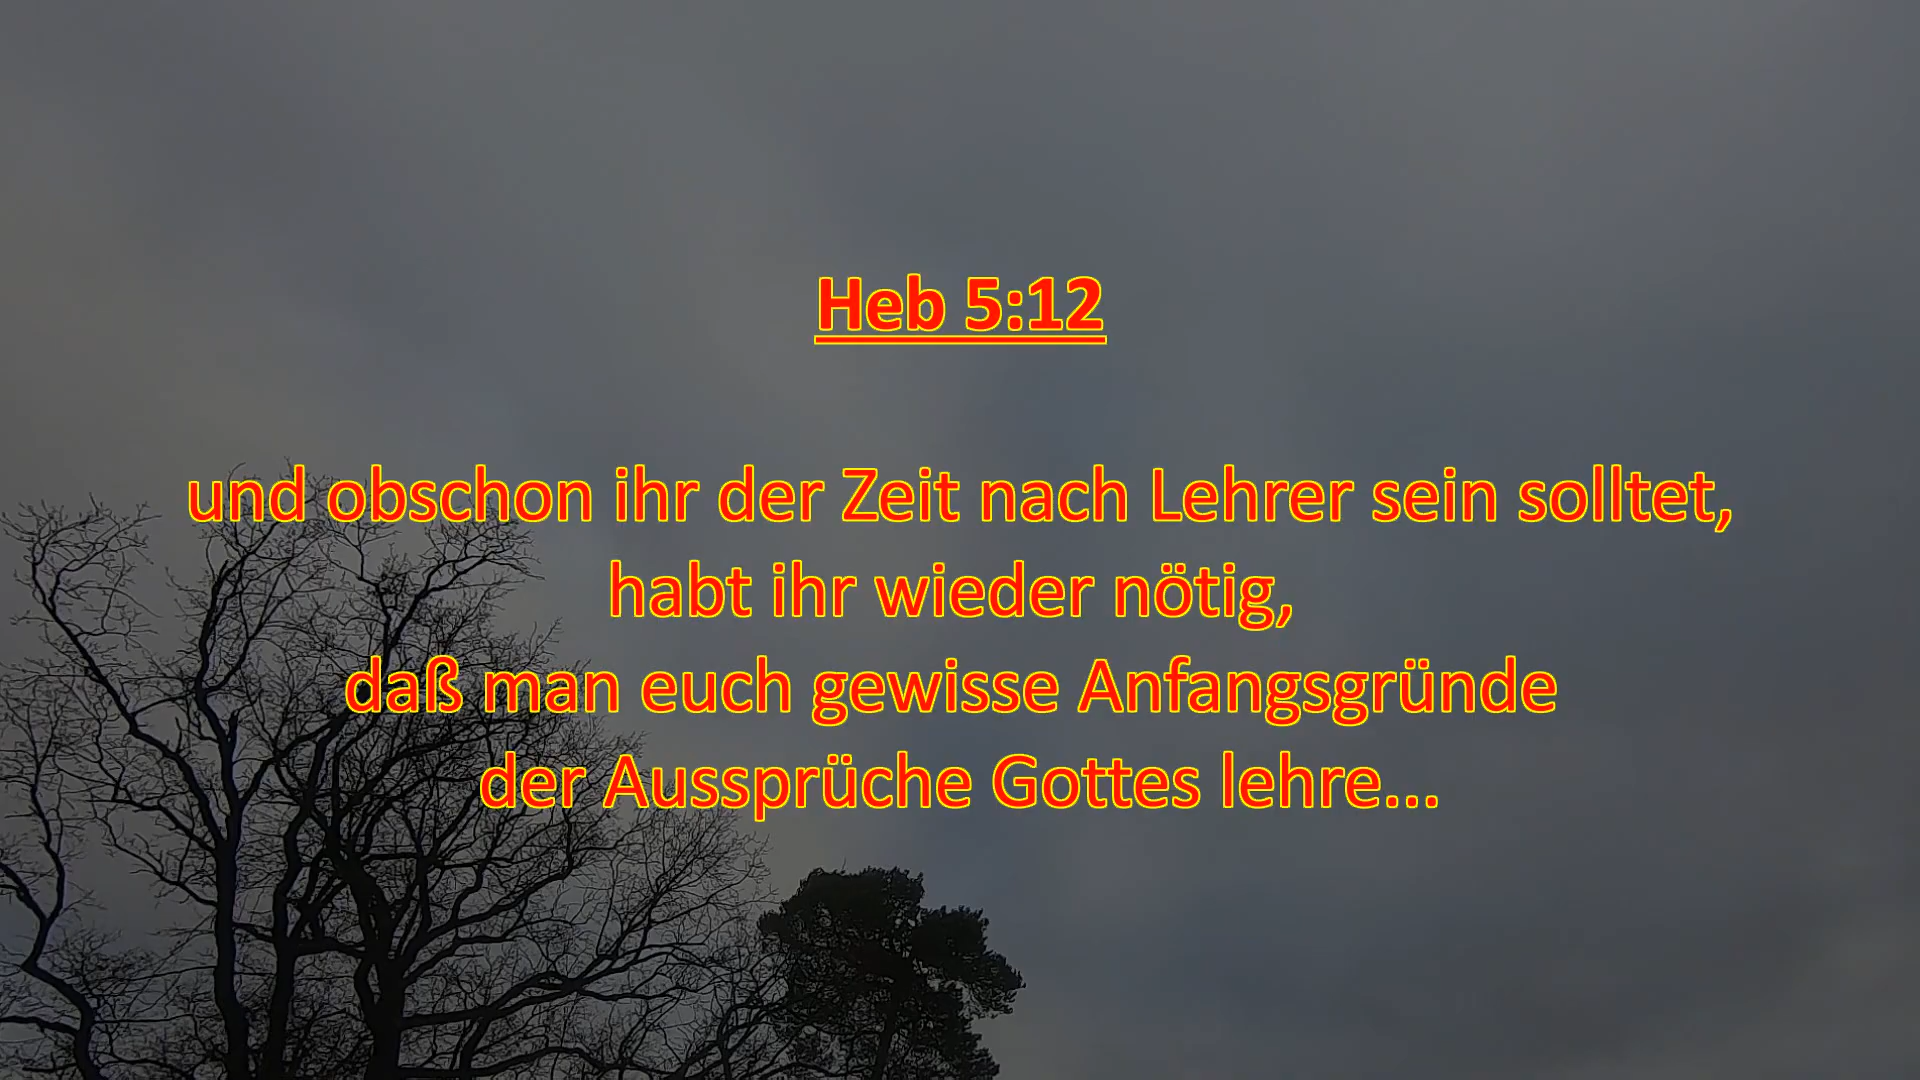 Heb 5:12
und obschon ihr der Zeit nach Lehrer sein solltet,
habt ihr wieder nötig,
daß man euch gewisse Anfangsgründe
der Aussprüche Gottes lehre...